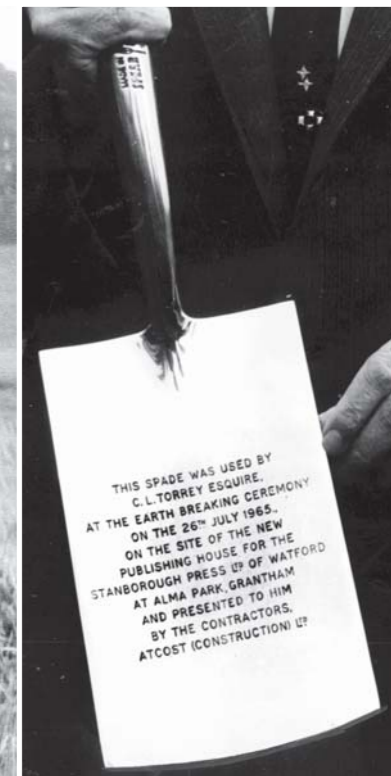 THIS SPADE WAS USED BY
C.L.TORREY ESQUIRE,
AT THE EARTH BREAKING CEREMONY
ON THE 26TH JULY 1965.,
ON THE SITE OF THE NEW
PUBLISHING HOUSE FOR THE
STANBOROUGH PRESS LTD OF WATFORD
AT ALMA PARK, GRANTHAM
AND PRESENTED TO HIM
BY THE CONTRACTORS,
ATCOST (CONSTRUCTION) LTD